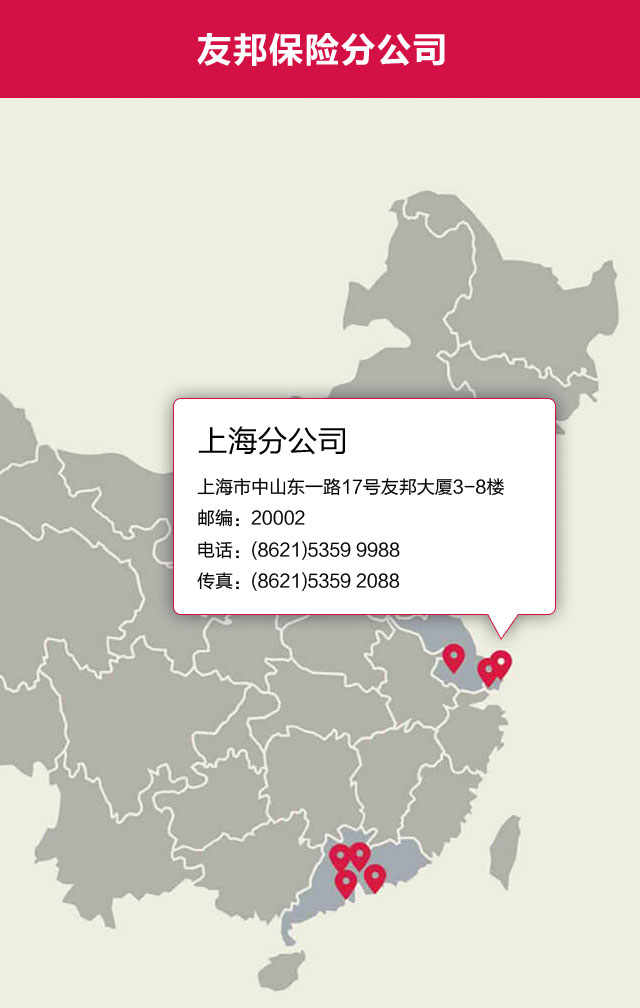 友邦保险分公司
上海分公司
上海市中山东一路17号友邦大厦3-8楼
邮编：20002
电话：(8621)5359 9988
传真：(8621)5359 2088